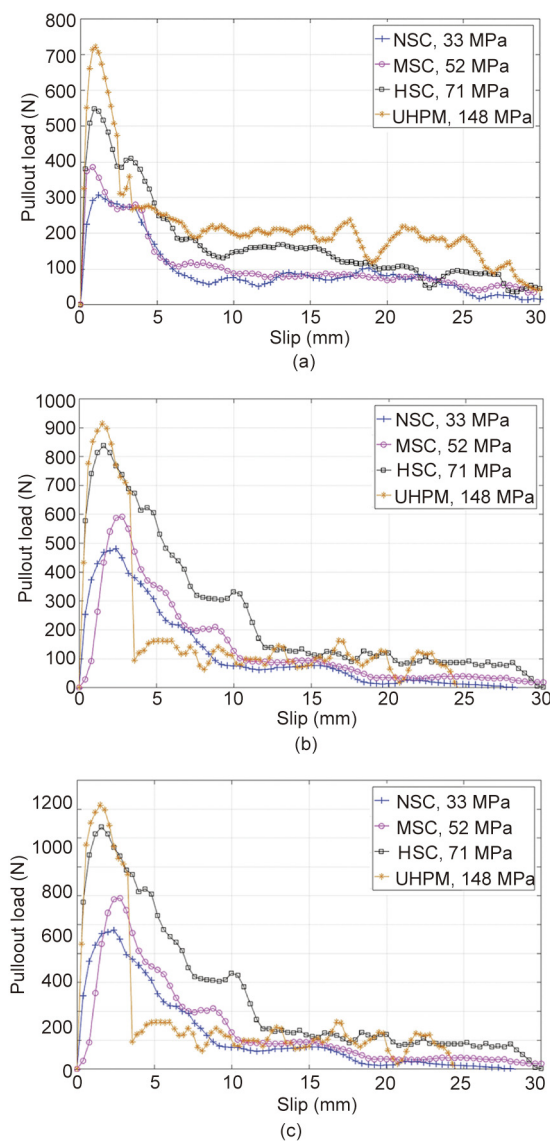 800
700
600
500
400
300
200
100
0
Pullout load (N)
NSC, 33 MPa
MSC, 52 MPa
HSC, 71 MPa
UHPM, 148 MPa
0 5 10 15 20 25 30
Slip (mm)
(a)
1000
900
800
700
600
500
400
300
200
100
0
Pullout load (N)
NSC, 33 MPa
MSC, 52 MPa
HSC, 71 MPa
UHPM, 148 MPa
0 5 10 15 20 25 30
Slip (mm)
(b)
1200
1000
800
600
400
200
0
Pullout load (N)
NSC, 33 MPa
MSC, 52 MPa
HSC, 71 MPa
UHPM, 148 MPa
0 5 10 15 20 25 30
Slip (mm)
(c)